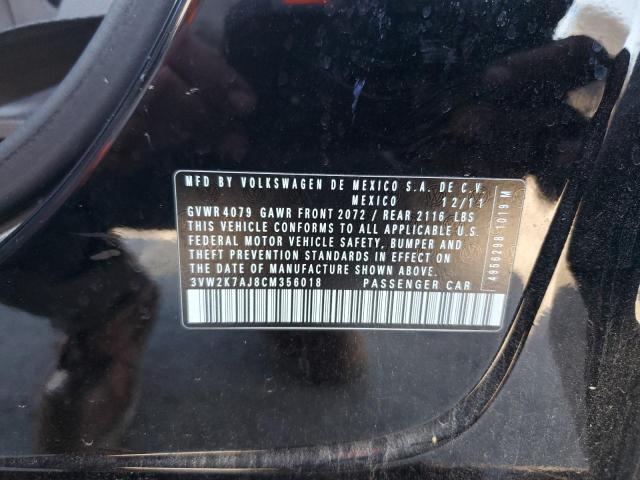 MFD BY VOLKSWAGEN DE MEXICO S.A. DE C.V.
MEXICO 12/11
GVWR 4079 GAWR FRONT 2072 / REAR 2116 LBS
THIS VEHICLE CONFORMS TO ALL APPLICABLE U.S.
FEDERAL MOTOR VEHICLE SAFETY, BUMPER AND
THEFT PREVENTION STANDARDS IN EFFECT ON
THE DATE OF MANUFACTURE SHOWN ABOVE.
3VW2K7AJ8CM356018 PASSENGER CAR
4956298 1019 M